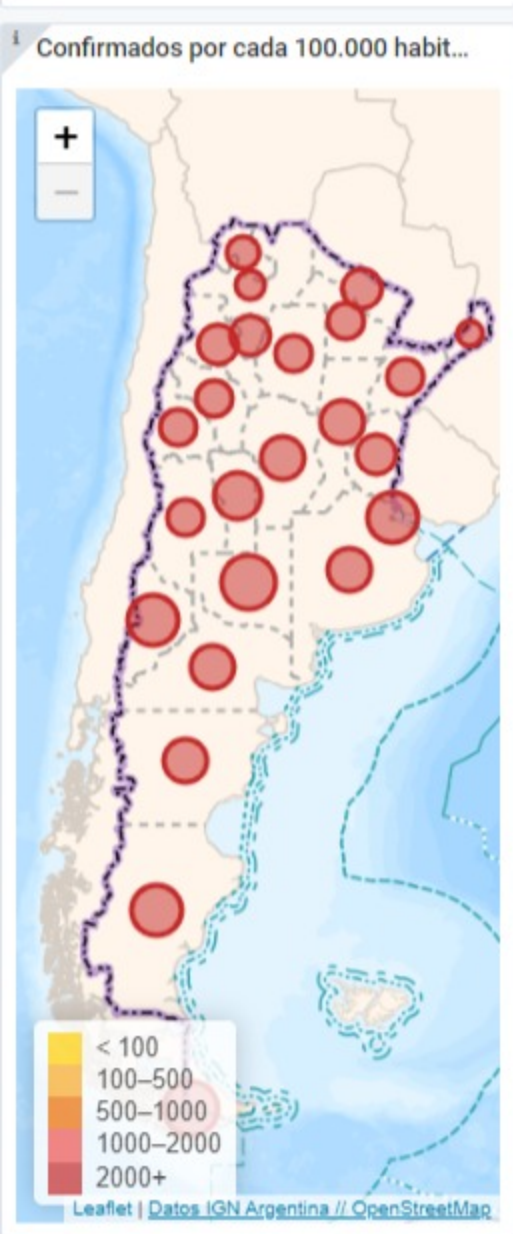 i
Confirmados por cada 100.000 habit...
+
−
< 100
100–500
500–1000
1000–2000
2000+
Leaflet | Datos IGN Argentina // OpenStreetMap